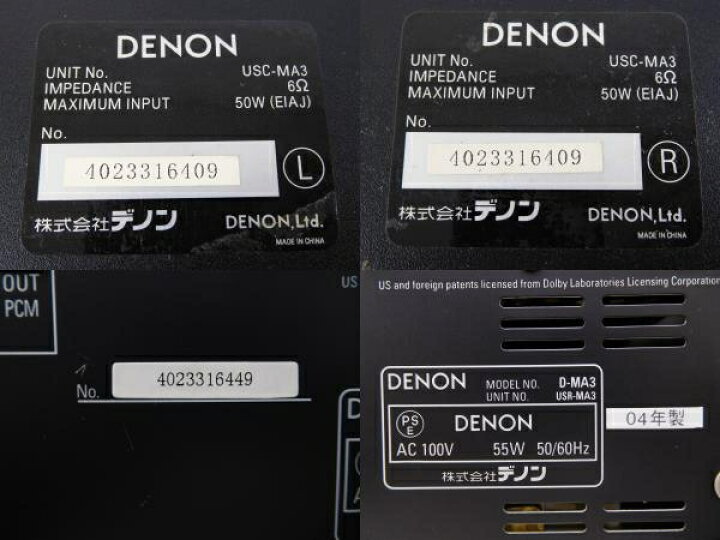 DENON
UNIT No. USC-MA3
IMPEDANCE 6Ω
MAXIMUM INPUT 50W (EIAJ)
No.
4023316409 L
株式会社デノン DENON, Ltd.
MADE IN CHINA
DENON
UNIT No. USC-MA3
IMPEDANCE 6Ω
MAXIMUM INPUT 50W (EIAJ)
No.
4023316409 R
株式会社デノン DENON, Ltd.
MADE IN CHINA
OUT
PCM
US
No. 4023316449
D
A
US and foreign patents licensed from Dolby Laboratories Licensing Corporation
DENON MODEL NO. D-MA3
UNIT NO. USR-MA3
PS
E
DENON
AC 100V 55W 50/60Hz
株式会社デノン
04年製